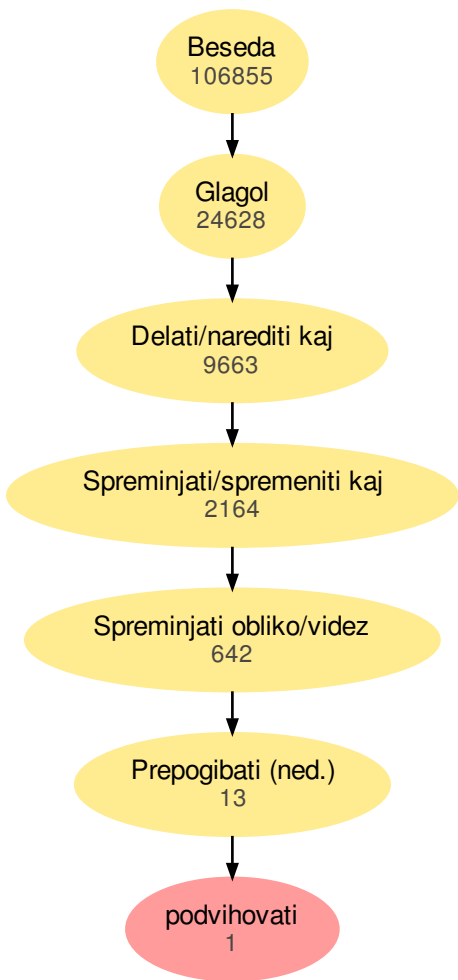 Beseda
106855
Glagol
24628
Delati/narediti kaj
9663
Spreminjati/spremeniti kaj
2164
Spreminjati obliko/videz
642
Prepogibati (ned.)
13
podvihovati
1